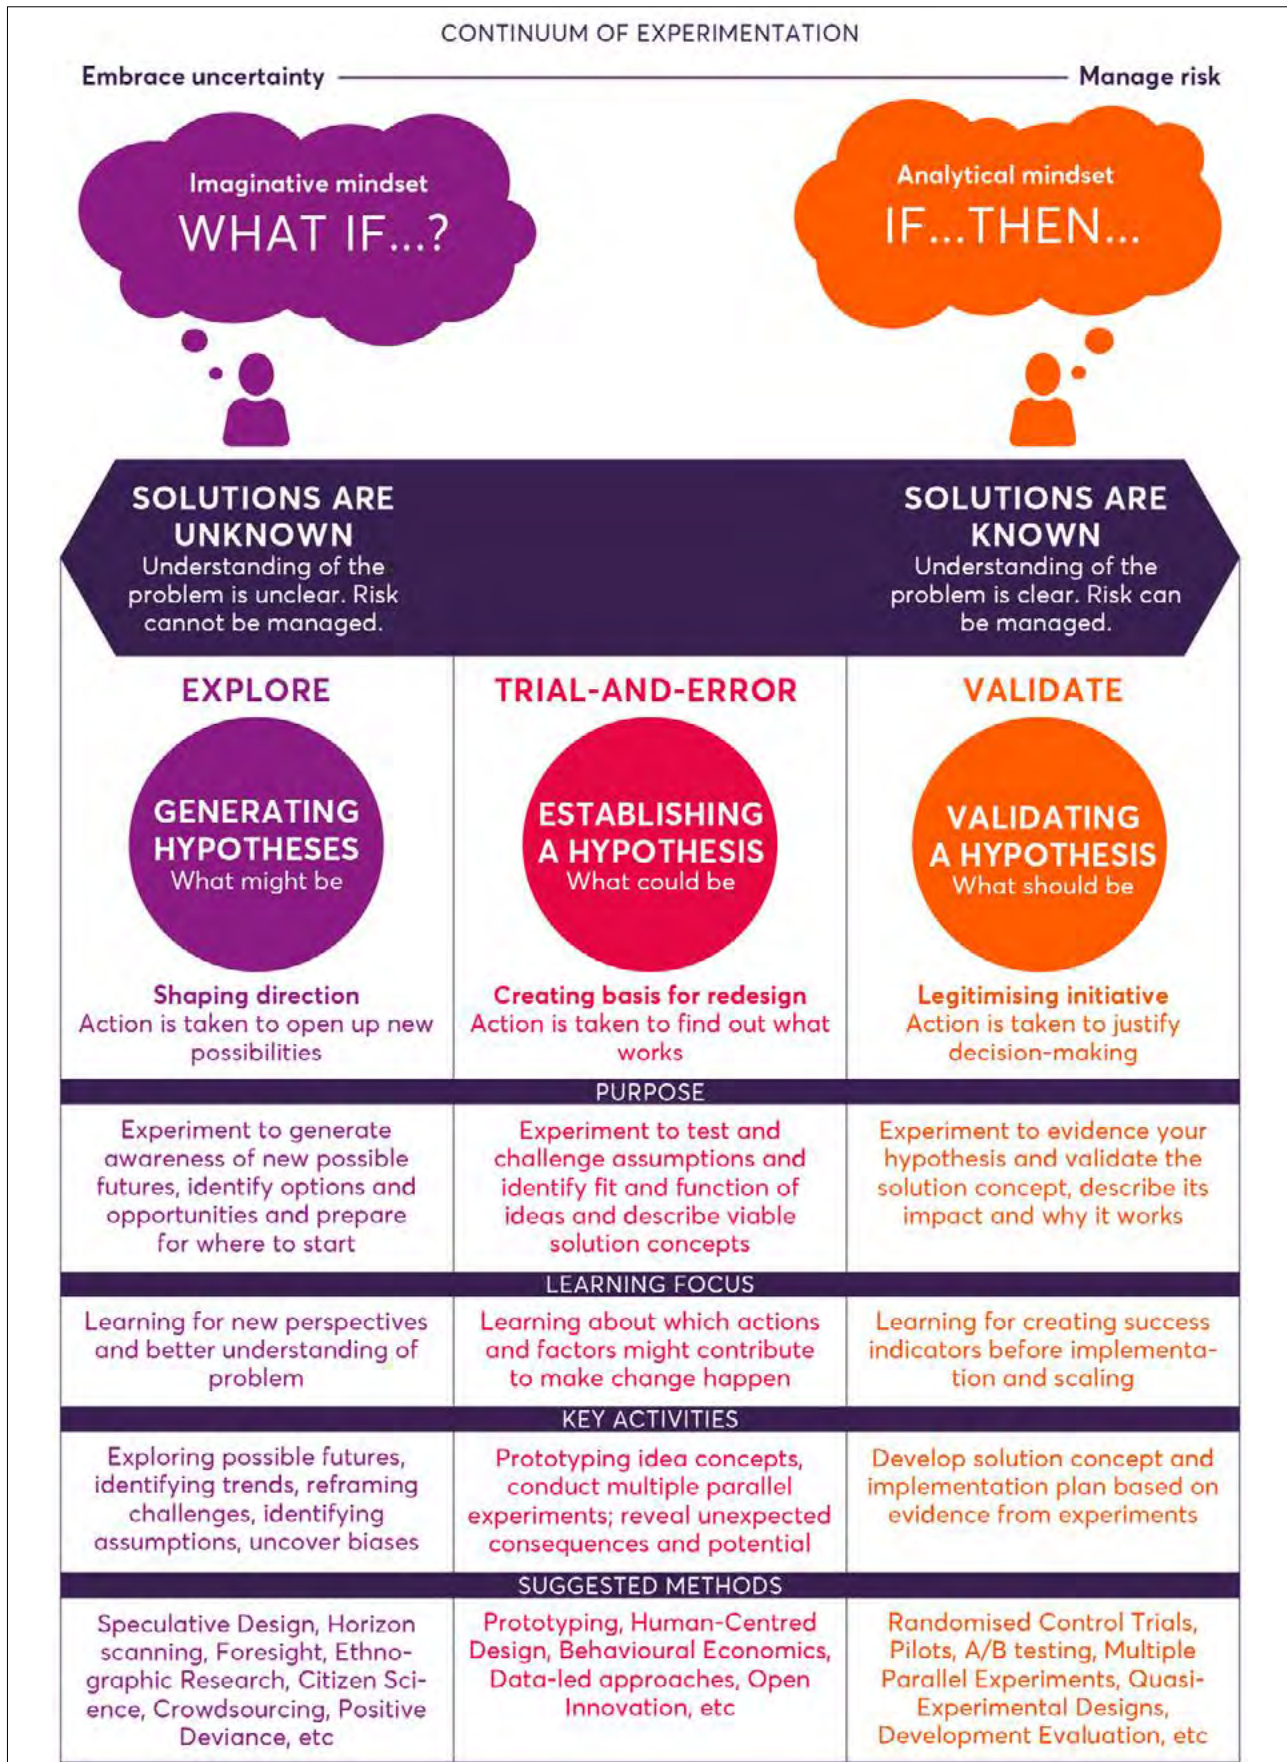 CONTINUUM OF EXPERIMENTATION
Embrace uncertainty
Manage risk
Imaginative mindset
WHAT IF...?
Analytical mindset
IF...THEN...
SOLUTIONS ARE
UNKNOWN
Understanding of the
problem is unclear. Risk
cannot be managed.
SOLUTIONS ARE
KNOWN
Understanding of the
problem is clear. Risk can
be managed.
EXPLORE
GENERATING
HYPOTHESES
What might be
Shaping direction
Action is taken to open up new
possibilities
TRIAL-AND-ERROR
ESTABLISHING
A HYPOTHESIS
What could be
Creating basis for redesign
Action is taken to find out what
works
VALIDATE
VALIDATING
A HYPOTHESIS
What should be
Legitimising initiative
Action is taken to justify
decision-making
PURPOSE
Experiment to generate
awareness of new possible
futures, identify options and
opportunities and prepare
for where to start
Experiment to test and
challenge assumptions and
identify fit and function of
ideas and describe viable
solution concepts
Experiment to evidence your
hypothesis and validate the
solution concept, describe its
impact and why it works
LEARNING FOCUS
Learning for new perspectives
and better understanding of
problem
Learning about which actions
and factors might contribute
to make change happen
Learning for creating success
indicators before implementa-
tion and scaling
KEY ACTIVITIES
Exploring possible futures,
identifying trends, reframing
challenges, identifying
assumptions, uncover biases
Prototyping idea concepts,
conduct multiple parallel
experiments; reveal unexpected
consequences and potential
Develop solution concept and
implementation plan based on
evidence from experiments
SUGGESTED METHODS
Speculative Design, Horizon
scanning, Foresight, Ethno-
graphic Research, Citizen Sci-
ence, Crowdsourcing, Positive
Deviance, etc
Prototyping, Human-Centred
Design, Behavioural Economics,
Data-led approaches, Open
Innovation, etc
Randomised Control Trials,
Pilots, A/B testing, Multiple
Parallel Experiments, Quasi-
Experimental Designs,
Development Evaluation, etc